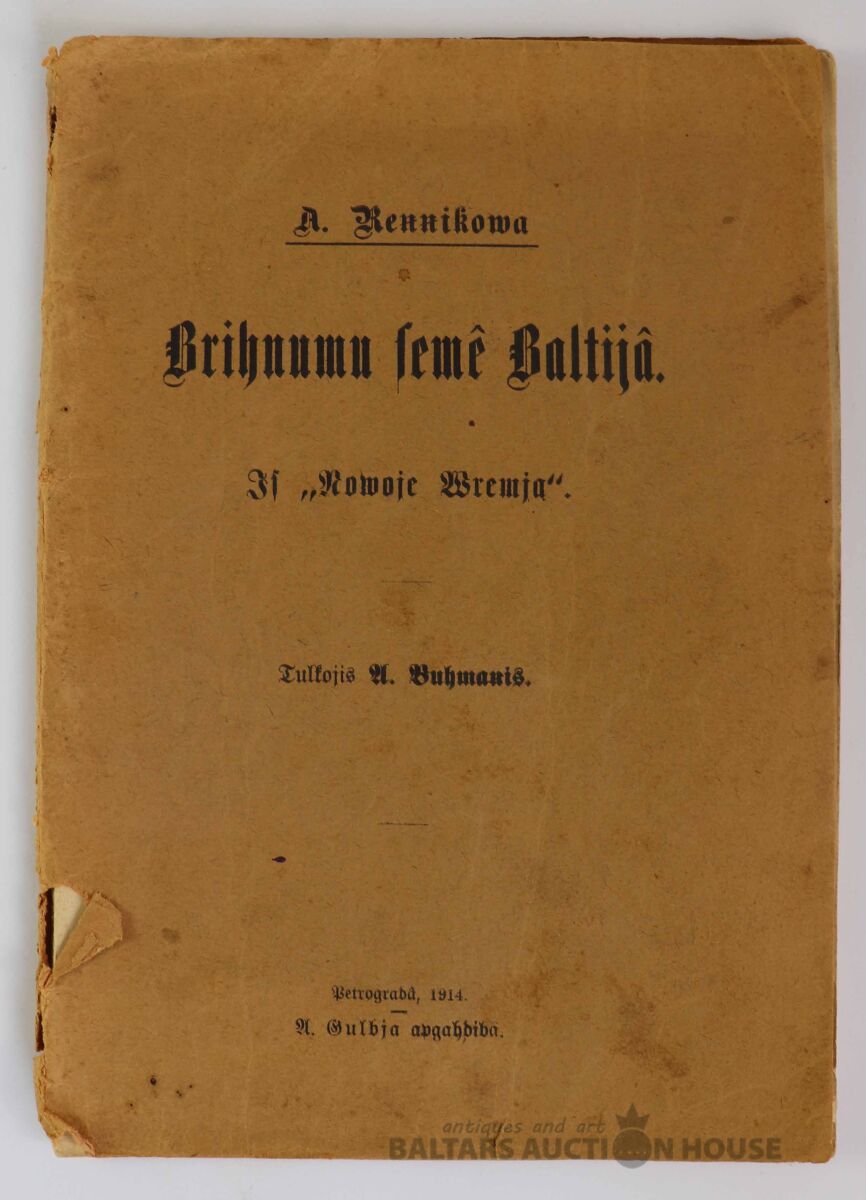 A. Rennikowa
Brihnumu ſemê Baltijâ.
Iſ „Nowoje Wremja“.
Tulkojis A. Buhmanis.
Petrogradâ, 1914.
A. Gulbja apgahdibâ.
antiques and art
BALTARS AUCTION HOUSE